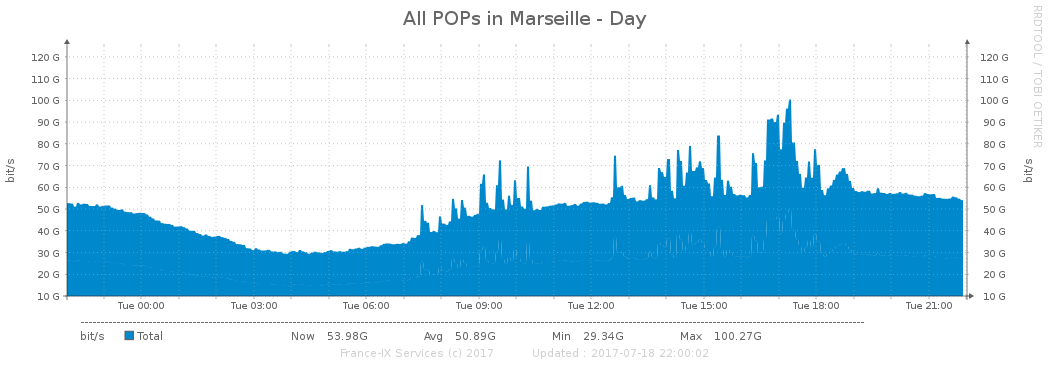 All POPs in Marseille - Day
RRDTOOL / TOBI OETIKER
120 G 120 G
110 G 110 G
100 G 100 G
90 G 90 G
80 G 80 G
70 G 70 G
60 G 60 G
50 G 50 G
40 G 40 G
30 G 30 G
20 G 20 G
10 G 10 G
bit/s
bit/s
Tue 00:00 Tue 03:00 Tue 06:00 Tue 09:00 Tue 12:00 Tue 15:00 Tue 18:00 Tue 21:00
bit/s Total Now 53.98G Avg 50.89G Min 29.34G Max 100.27G
France-IX Services (c) 2017 Updated : 2017-07-18 22:00:02